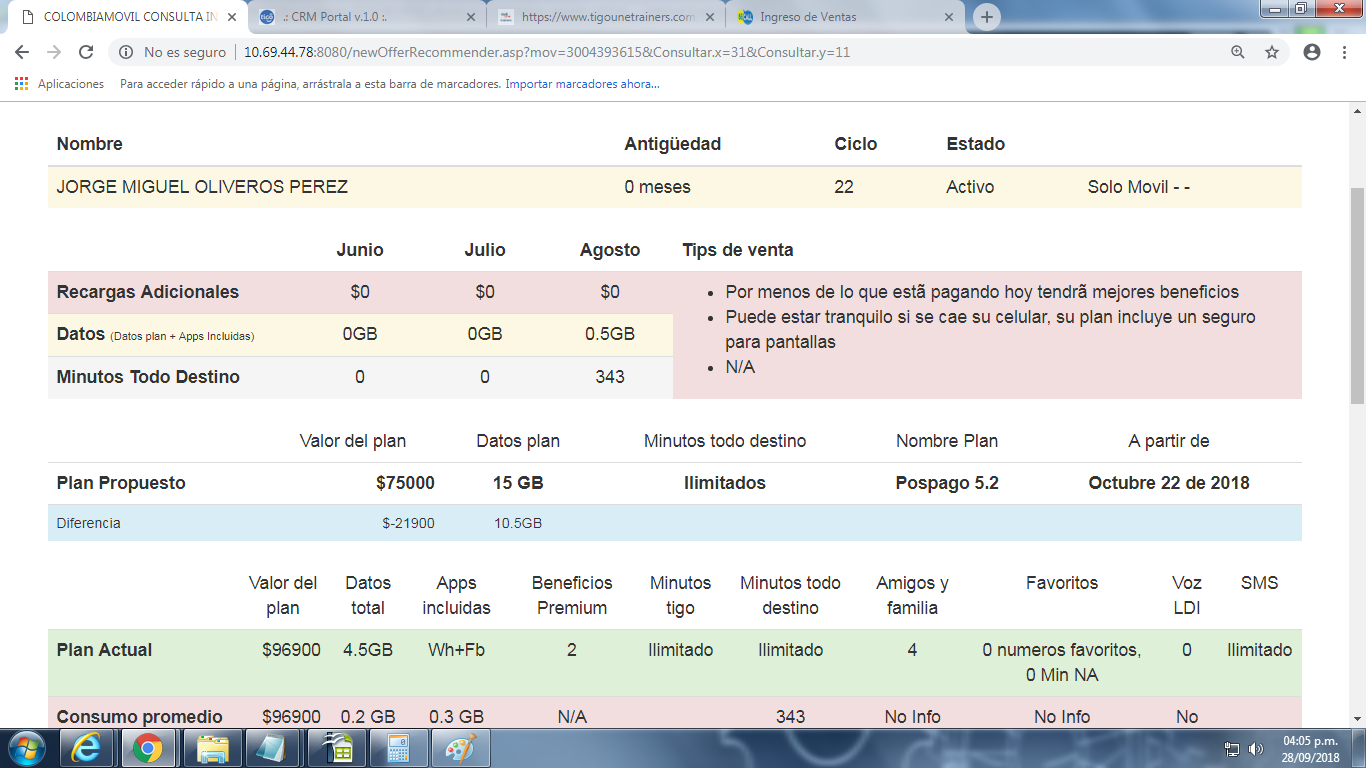 COLOMBIAMOVIL CONSULTA IN
.: CRM Portal v.1.0 :.
https://www.tigounetrainers.com
Ingreso de Ventas
No es seguro
10.69.44.78:8080/newOfferRecommender.asp?mov=3004393615&Consultar.x=31&Consultar.y=11
Aplicaciones
Para acceder rápido a una página, arrástrala a esta barra de marcadores. Importar marcadores ahora...
Nombre Antigüedad Ciclo Estado
JORGE MIGUEL OLIVEROS PEREZ 0 meses 22 Activo Solo Movil - -
Junio Julio Agosto Tips de venta
Recargas Adicionales $0 $0 $0
Datos (Datos plan + Apps Incluidas) 0GB 0GB 0.5GB
Minutos Todo Destino 0 0 343
• Por menos de lo que estã pagando hoy tendrã mejores beneficios
• Puede estar tranquilo si se cae su celular, su plan incluye un seguro
para pantallas
• N/A
Valor del plan Datos plan Minutos todo destino Nombre Plan A partir de
Plan Propuesto $75000 15 GB Ilimitados Pospago 5.2 Octubre 22 de 2018
Diferencia $-21900 10.5GB
Valor del Datos Apps Beneficios Minutos Minutos todo Amigos y Favoritos Voz SMS
plan total incluidas Premium tigo destino familia LDI
Plan Actual $96900 4.5GB Wh+Fb 2 Ilimitado Ilimitado 4 0 numeros favoritos, 0 Ilimitado
0 Min NA
Consumo promedio $96900 0.2 GB 0.3 GB N/A 343 No Info No Info No
04:05 p.m.
28/09/2018